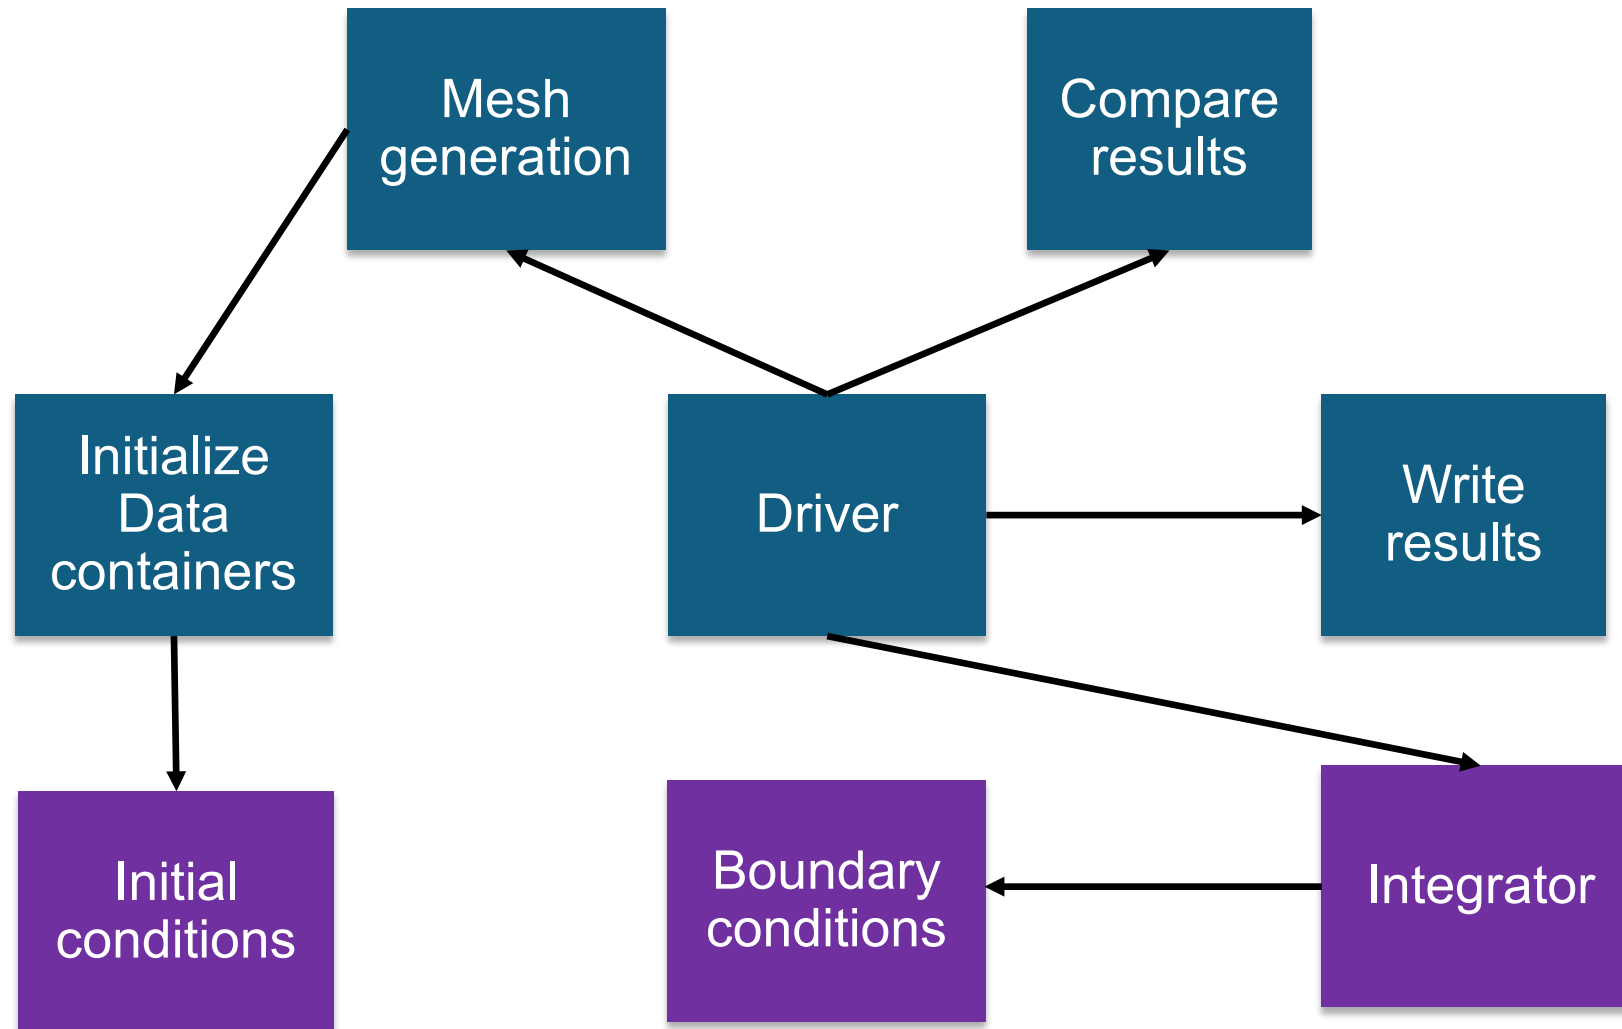 Mesh
generation
Compare
results
Initialize
Data
containers
Driver
Write
results
Initial
conditions
Boundary
conditions
Integrator